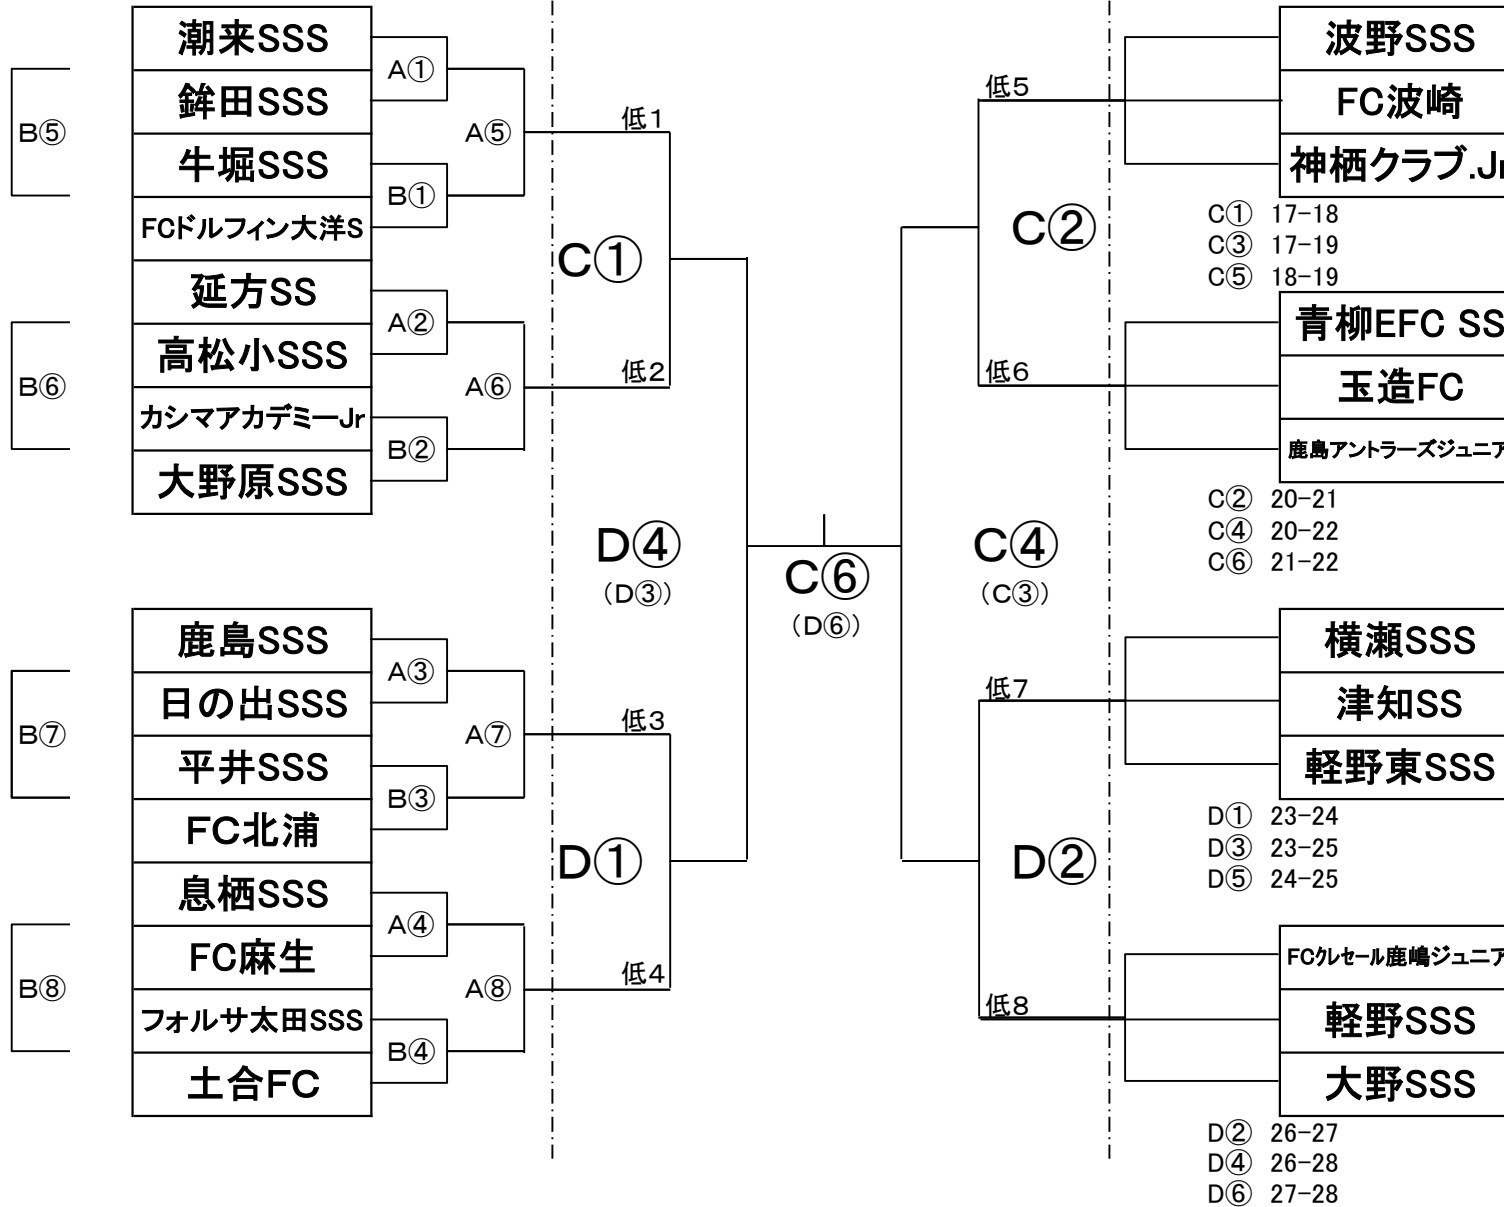 潮来SSS
鉾田SSS
牛堀SSS
FCドルフィン大洋S
延方SS
高松小SSS
カシマアカデミーJr
大野原SSS
鹿島SSS
日の出SSS
平井SSS
FC北浦
息栖SSS
FC麻生
フォルサ太田SSS
土合FC
B⑤
B⑥
B⑦
B⑧
A①
B①
A②
B②
A③
B③
A④
B④
A⑤
A⑥
A⑦
A⑧
低1
低2
低3
低4
C①
D④
(D③)
D①
C⑥
(D⑥)
低5
低6
低7
低8
C②
C④
(C③)
D②
波野SSS
FC波崎
神栖クラブ.Jr
C① 17-18
C③ 17-19
C⑤ 18-19
青柳EFC SS
玉造FC
鹿島アントラーズジュニア
C② 20-21
C④ 20-22
C⑥ 21-22
横瀬SSS
津知SS
軽野東SSS
D① 23-24
D③ 23-25
D⑤ 24-25
FCクレセール鹿嶋ジュニア
軽野SSS
大野SSS
D② 26-27
D④ 26-28
D⑥ 27-28